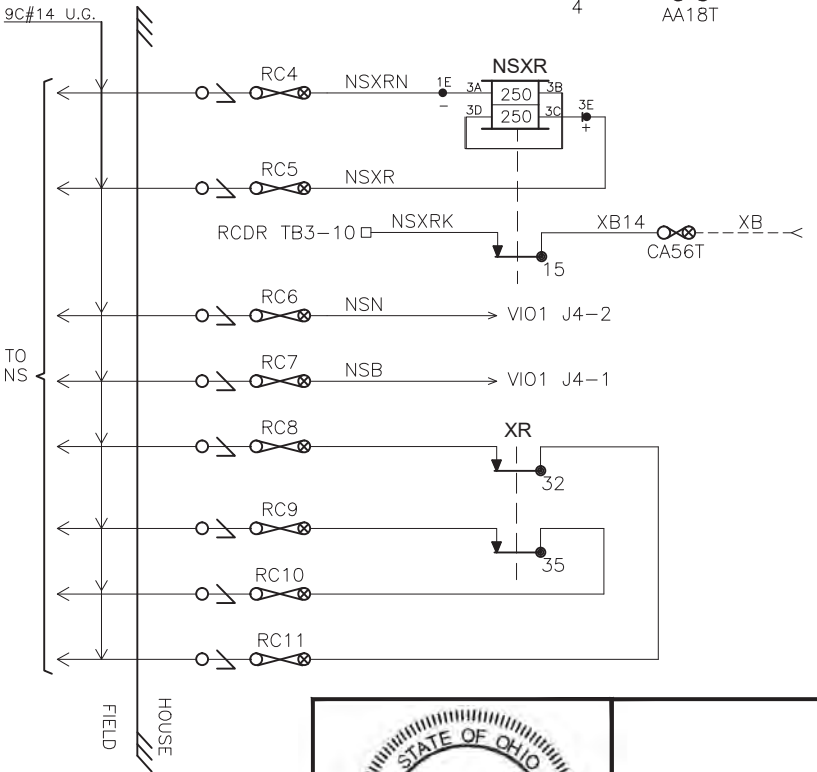 9C#14 U.G.
4
AA18T
NSXR
RC4
NSXRN
1E
-
3A
250
3B
3D
250
3C
3E
+
RC5
NSXR
RCDR TB3-10
NSXRK
15
XB14
CA56T
XB
RC6
NSN
VIO1 J4-2
TO
NS
RC7
NSB
VIO1 J4-1
RC8
XR
32
RC9
35
RC10
RC11
FIELD
HOUSE
STATE OF OHIO